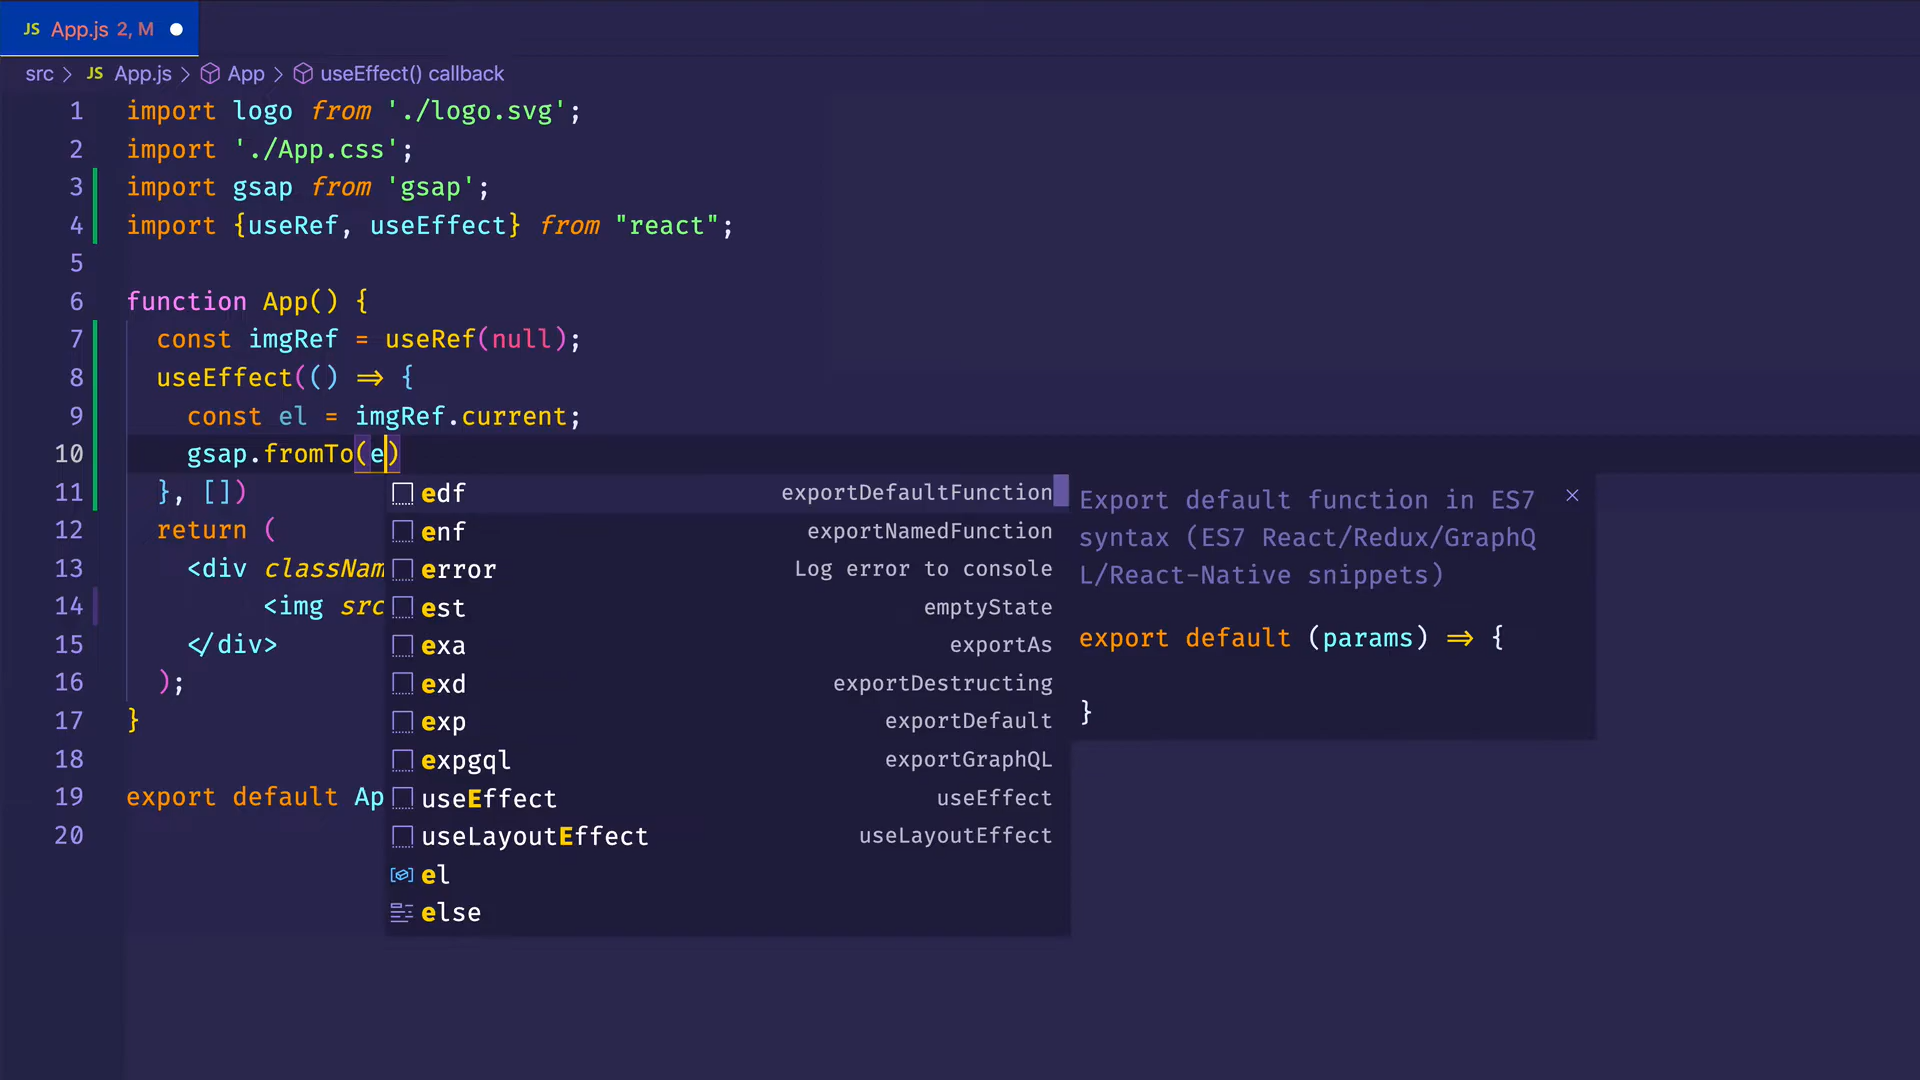 JS App.js 2, M
src > JS App.js > App > useEffect() callback
1 import logo from './logo.svg';
2 import './App.css';
3 import gsap from 'gsap';
4 import {useRef, useEffect} from "react";
5
6 function App() {
7 const imgRef = useRef(null);
8 useEffect(() => {
9 const el = imgRef.current;
10 gsap.fromTo(e)
11 }, [])
12 return (
13 <div classNam
14 <img src
15 </div>
16 );
17 }
18
19 export default Ap
20
edf exportDefaultFunction
enf exportNamedFunction
error Log error to console
est emptyState
exa exportAs
exd exportDestructing
exp exportDefault
expgql exportGraphQL
useEffect useEffect
useLayoutEffect useLayoutEffect
el
else
Export default function in ES7
syntax (ES7 React/Redux/GraphQ
L/React-Native snippets)
export default (params) => {
}